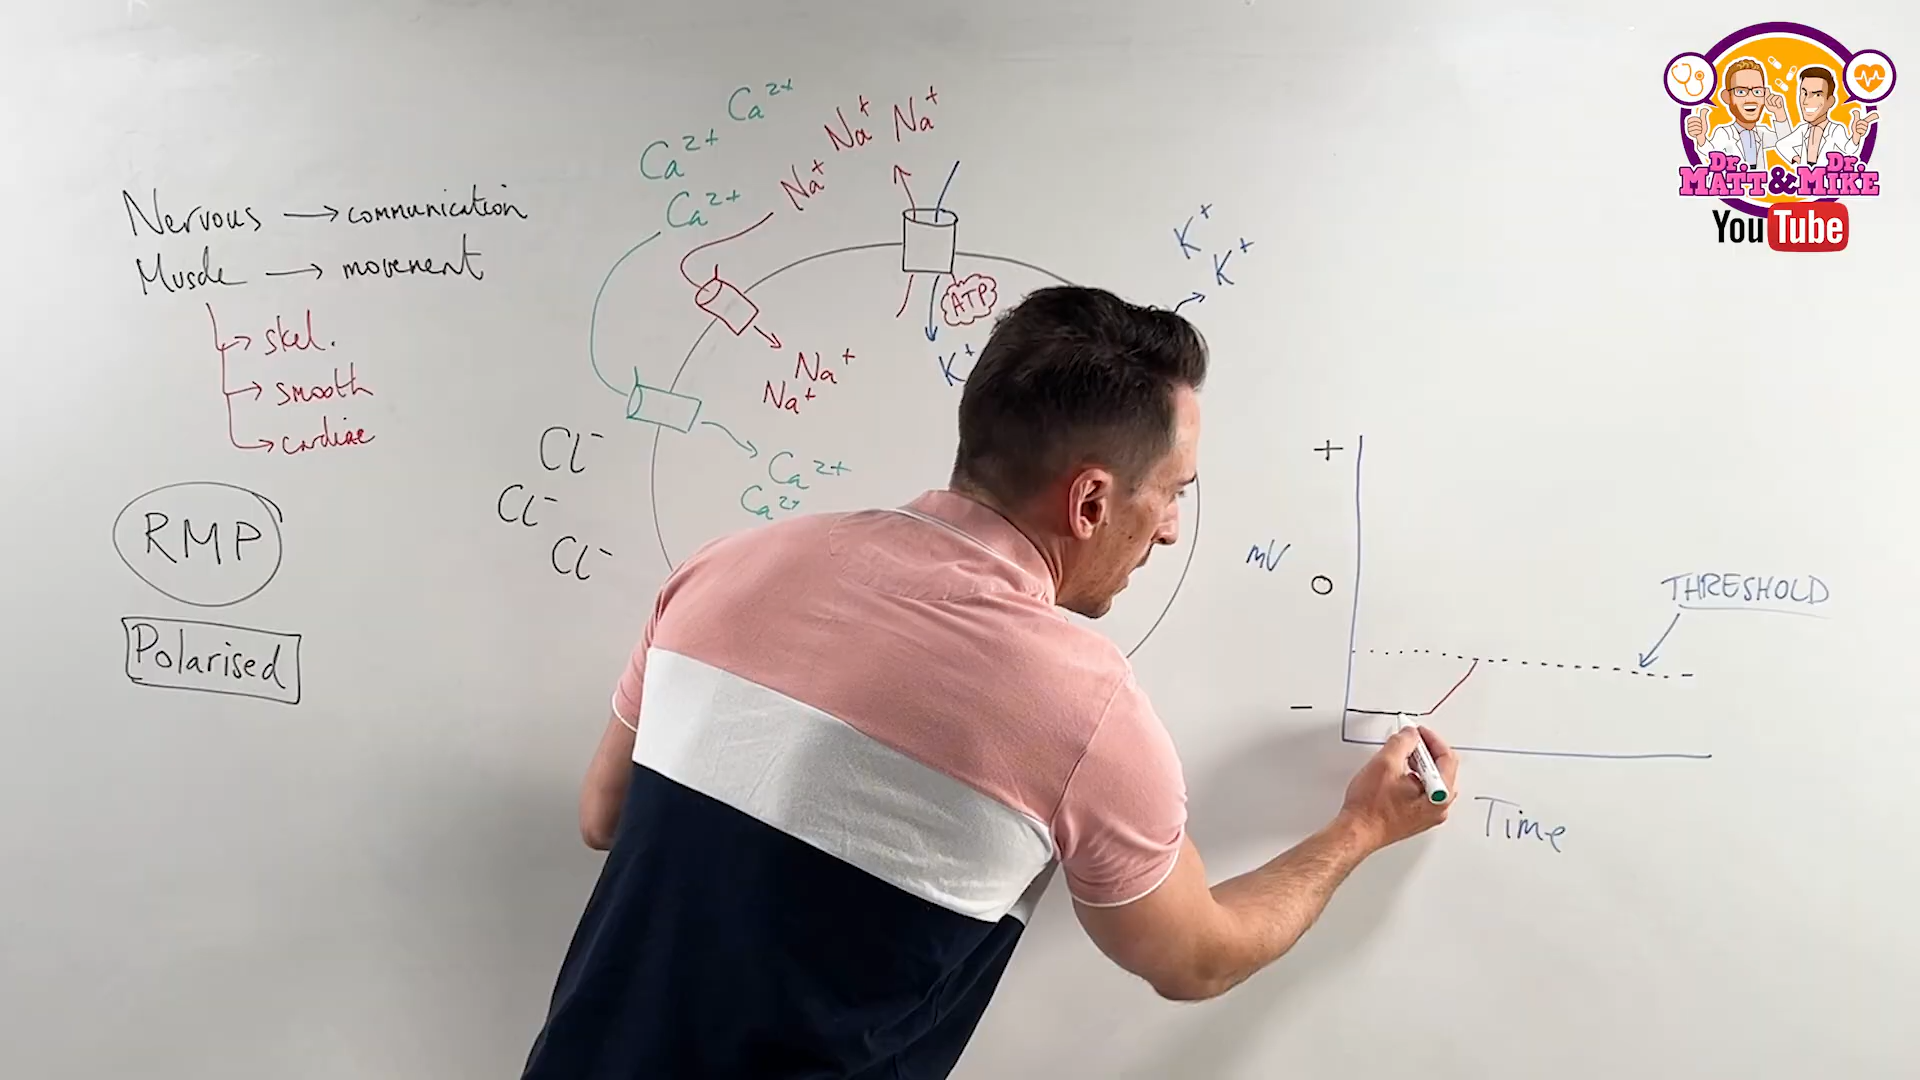 Nervous → communication
Muscle → movement
→ skel.
→ smooth
→ cardiac
RMP
Polarised
Ca²⁺
Ca²⁺
Ca²⁺
Na⁺
Na⁺
Na⁺
ATP
K⁺
K⁺
K⁺
Na⁺
Na⁺
Ca²⁺
Ca²⁺
Cl⁻
Cl⁻
Cl⁻
+
mV
0
−
THRESHOLD
Time
Dr. Dr.
MATT & MIKE
YouTube